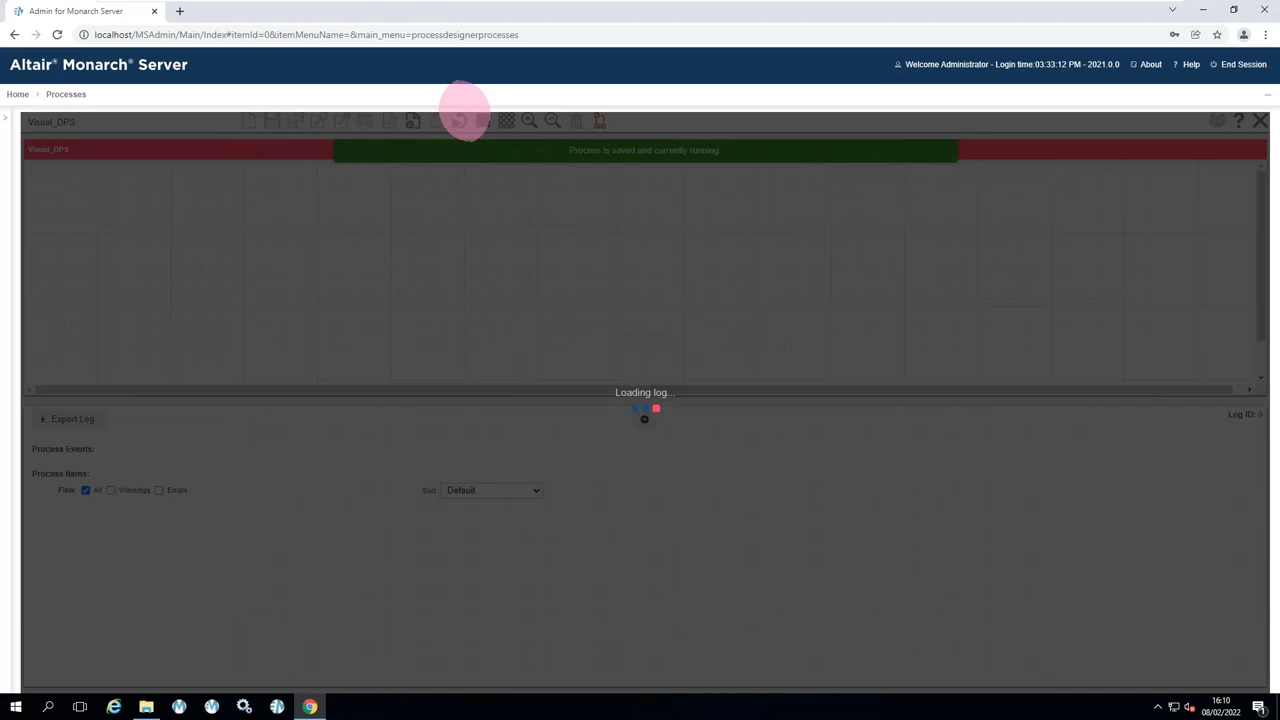 Admin for Monarch Server
localhost/MSAdmin/Main/Index#itemId=0&itemMenuName=&main_menu=processdesignerprocesses
Altair® Monarch® Server
Welcome Administrator - Login time:03:33:12 PM - 2021.0.0
About
? Help
End Session
Home > Processes
Visual_DPS
Visual_DPS
Process is saved and currently running.
Loading log...
Export Log
Log ID: 0
Process Events:
Process Items:
Filter All Warnings Errors
Sort: Default
16:10
08/02/2022
1